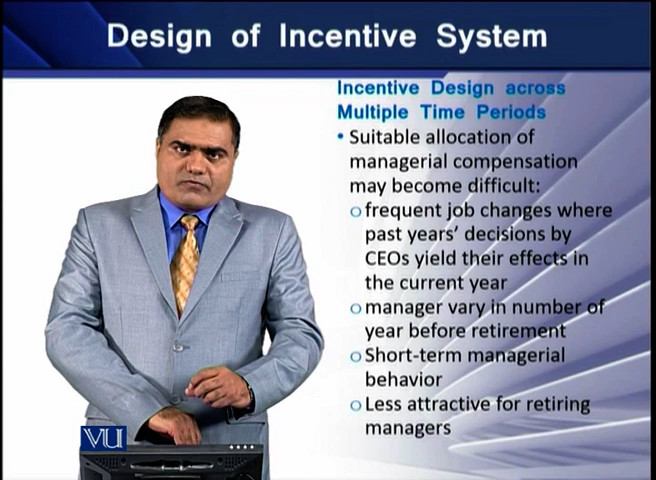 Design of Incentive System
Incentive Design across
Multiple Time Periods
• Suitable allocation of
managerial compensation
may become difficult:
o frequent job changes where
past years' decisions by
CEOs yield their effects in
the current year
o manager vary in number of
year before retirement
o Short-term managerial
behavior
o Less attractive for retiring
managers
VU